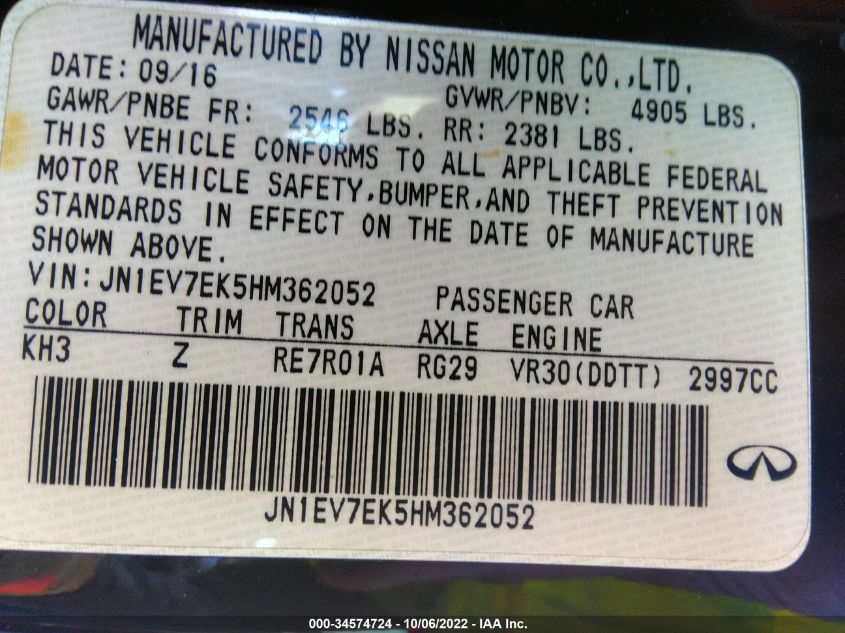 MANUFACTURED BY NISSAN MOTOR CO.,LTD.
DATE: 09/16 GVWR/PNBV: 4905 LBS.
GAWR/PNBE FR: 2546 LBS. RR: 2381 LBS.
THIS VEHICLE CONFORMS TO ALL APPLICABLE FEDERAL
MOTOR VEHICLE SAFETY,BUMPER,AND THEFT PREVENTION
STANDARDS IN EFFECT ON THE DATE OF MANUFACTURE
SHOWN ABOVE.
VIN:JN1EV7EK5HM362052 PASSENGER CAR
COLOR TRIM TRANS AXLE ENGINE
KH3 Z RE7R01A RG29 VR30(DDTT) 2997CC
JN1EV7EK5HM362052
000-34574724 - 10/06/2022 - IAA Inc.